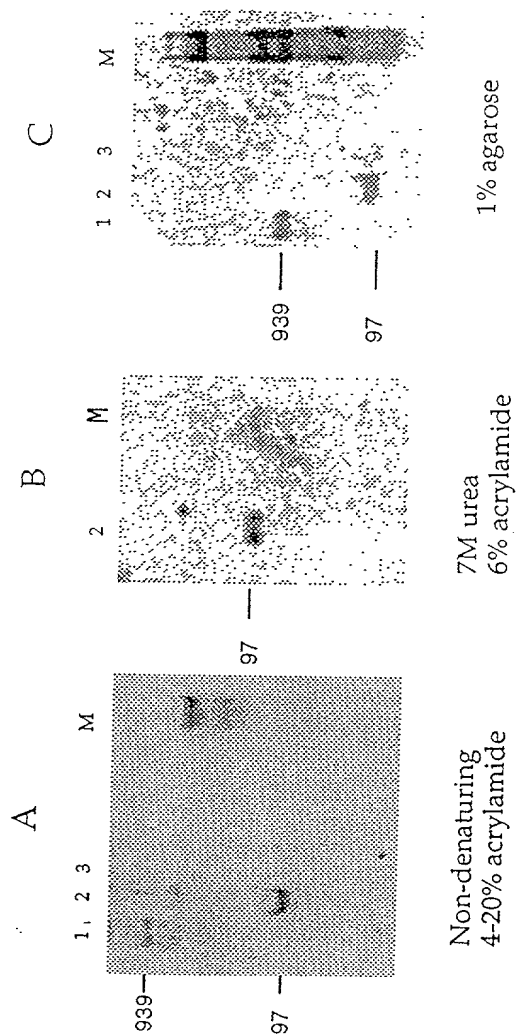 A
1, 2 3 M
939
97
Non-denaturing
4-20% acrylamide
B
2 M
97
7M urea
6% acrylamide
C
1 2 3 M
939
97
1% agarose